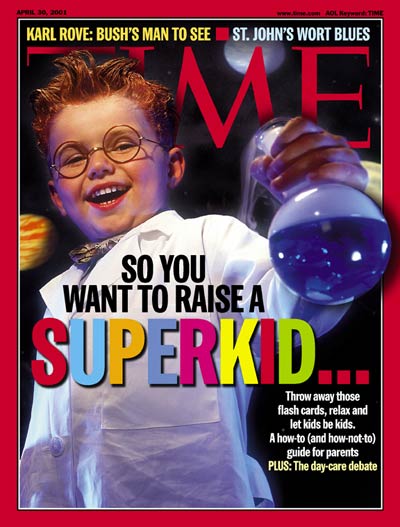 APRIL 30, 2001
www.time.com AOL Keyword: TIME
KARL ROVE: BUSH'S MAN TO SEE ■ ST. JOHN'S WORT BLUES
TIME
SO YOU
WANT TO RAISE A
SUPERKID...
Throw away those
flash cards, relax and
let kids be kids.
A how-to (and how-not-to)
guide for parents
PLUS: The day-care debate